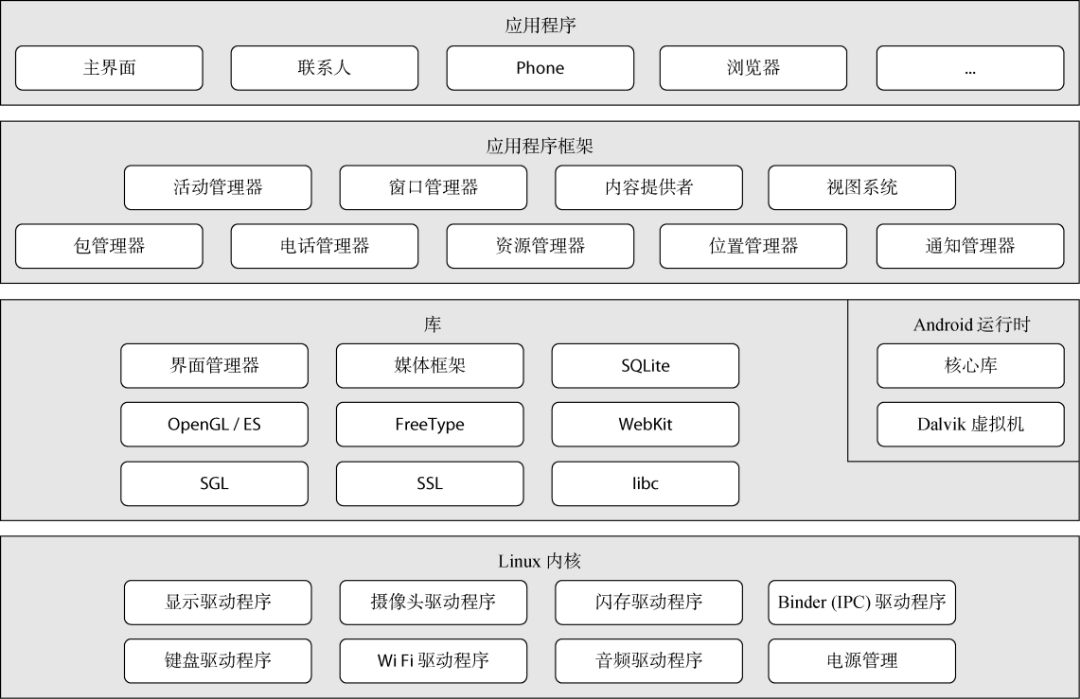 应用程序
主界面 联系人 Phone 浏览器 ...
应用程序框架
活动管理器 窗口管理器 内容提供者 视图系统
包管理器 电话管理器 资源管理器 位置管理器 通知管理器
库 Android 运行时
界面管理器 媒体框架 SQLite 核心库
OpenGL / ES FreeType WebKit Dalvik 虚拟机
SGL SSL libc
Linux 内核
显示驱动程序 摄像头驱动程序 闪存驱动程序 Binder (IPC) 驱动程序
键盘驱动程序 Wi Fi 驱动程序 音频驱动程序 电源管理